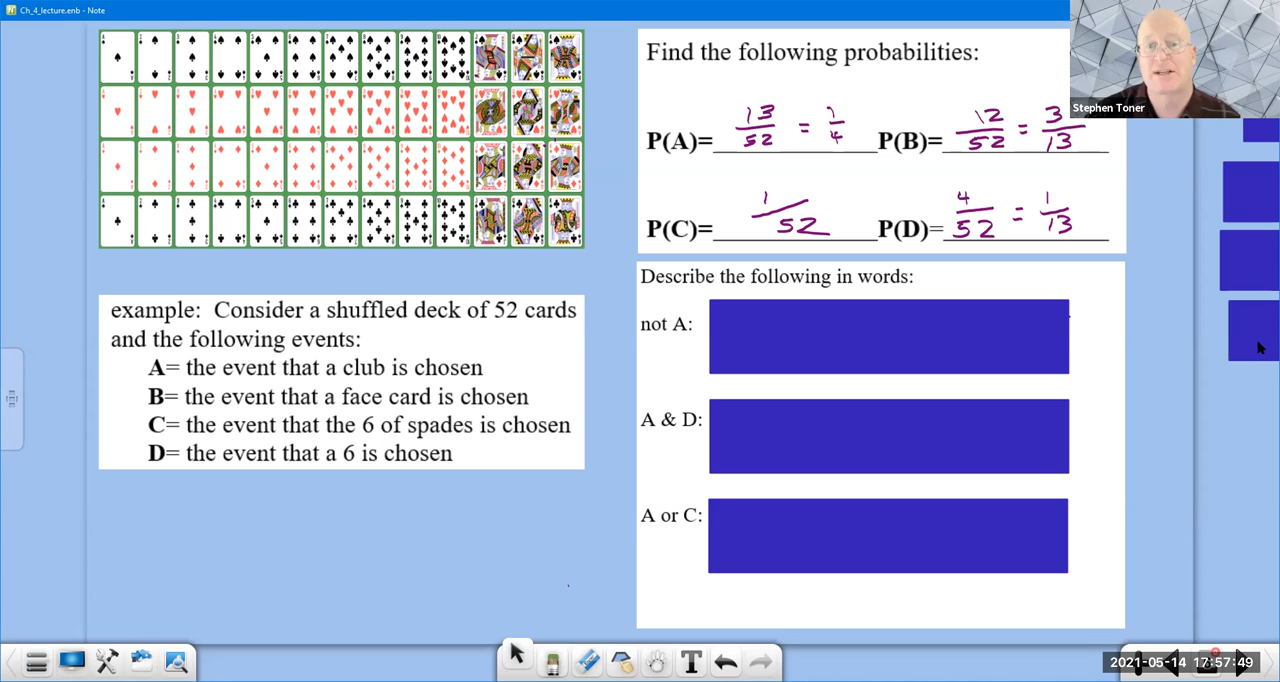 Ch_4_lecture.enb - Note
Find the following probabilities:
P(A)= 13/52 = 1/4 P(B)= 12/52 = 3/13
P(C)= 1/52 P(D)= 4/52 = 1/13
Stephen Toner
Describe the following in words:
not A:
A & D:
A or C:
example: Consider a shuffled deck of 52 cards
and the following events:
A= the event that a club is chosen
B= the event that a face card is chosen
C= the event that the 6 of spades is chosen
D= the event that a 6 is chosen
T
2021-05-14 17:57:49